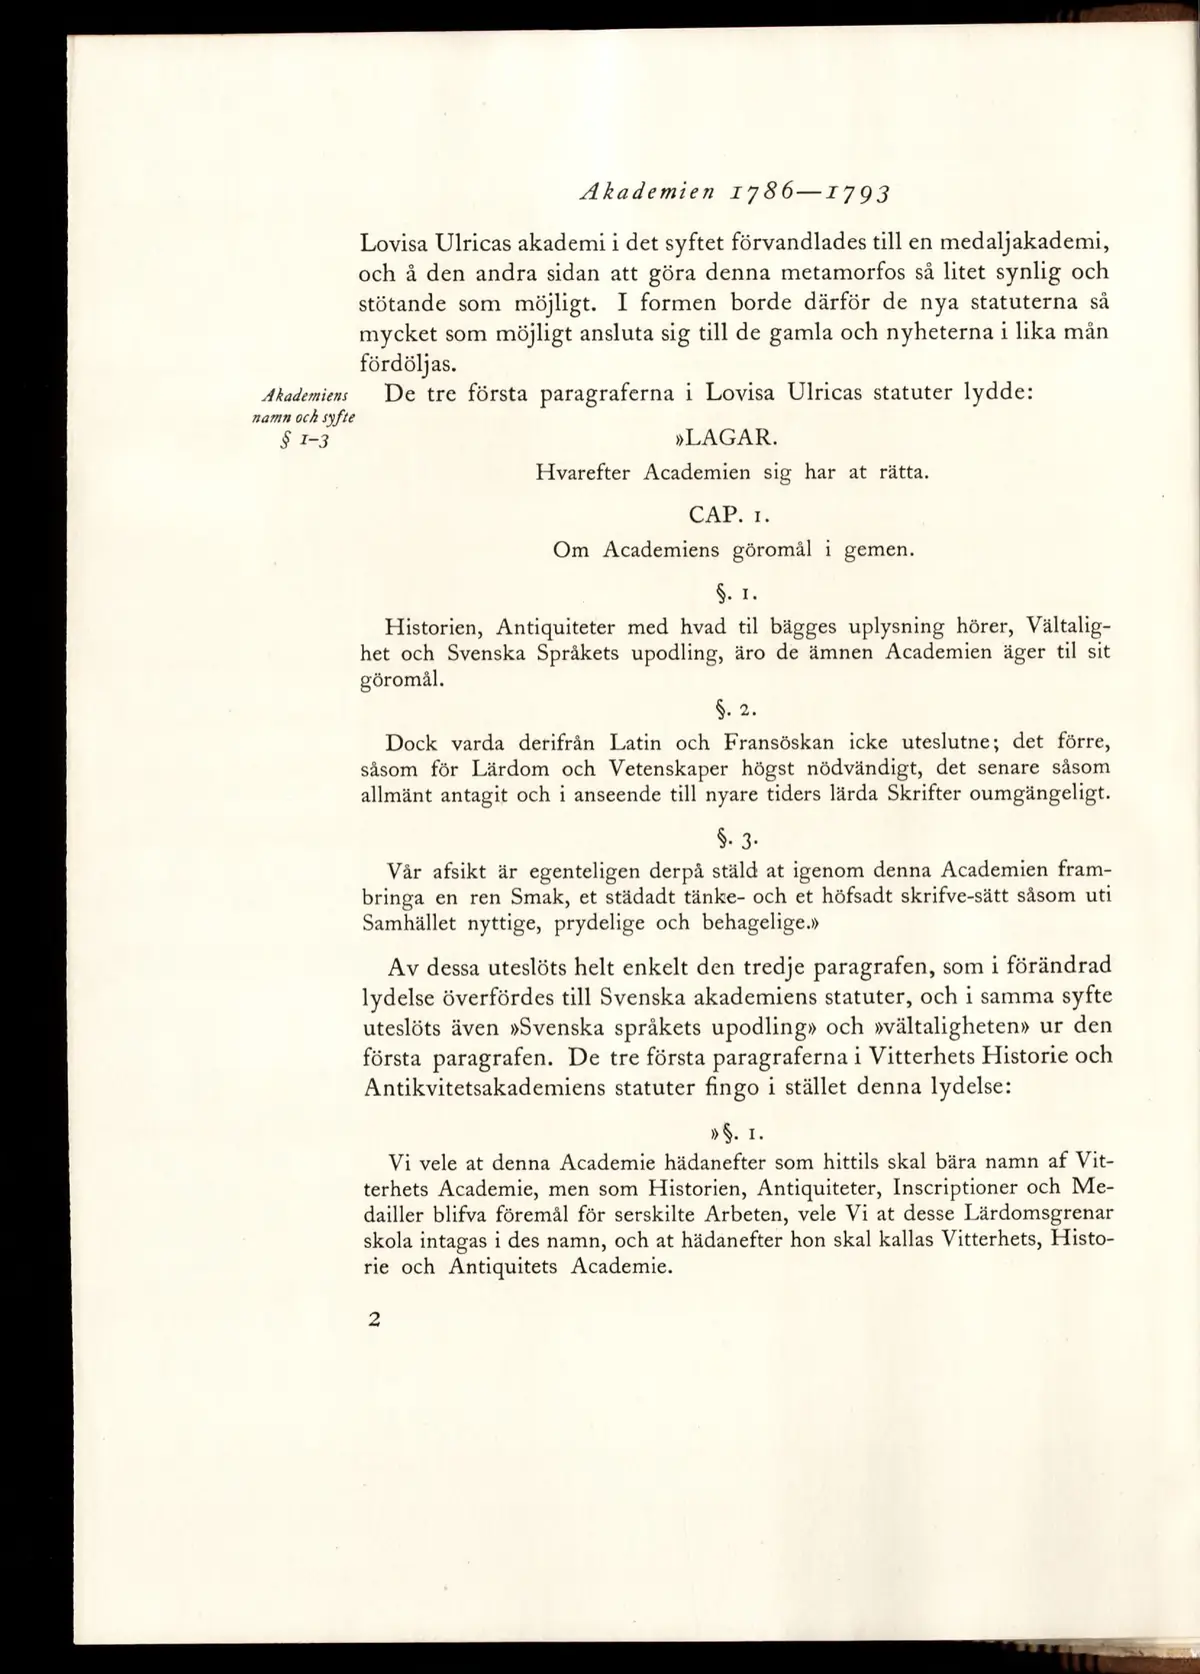 Akademien 1786—1793
Lovisa Ulricas akademi i det syftet förvandlades till en medaljakademi,
och å den andra sidan att göra denna metamorfos så litet synlig och
stötande som möjligt. I formen borde därför de nya statuterna så
mycket som möjligt ansluta sig till de gamla och nyheterna i lika mån
fördöljas.
Akademiens
namn och syfte
§ 1-3
De tre första paragraferna i Lovisa Ulricas statuter lydde:
»LAGAR.
Hvarefter Academien sig har at rätta.
CAP. 1.
Om Academiens göromål i gemen.
§. 1.
Historien, Antiquiteter med hvad til bägges uplysning hörer, Vältalig-
het och Svenska Språkets upodling, äro de ämnen Academien äger til sit
göromål.
§. 2.
Dock varda derifrån Latin och Fransöskan icke uteslutne; det förre,
såsom för Lärdom och Vetenskaper högst nödvändigt, det senare såsom
allmänt antagit och i anseende till nyare tiders lärda Skrifter oumgängeligt.
§. 3.
Vår afsikt är egenteligen derpå stäld at igenom denna Academien fram-
bringa en ren Smak, et städadt tänke- och et höfsadt skrifve-sätt såsom uti
Samhället nyttige, prydelige och behagelige.»
Av dessa uteslöts helt enkelt den tredje paragrafen, som i förändrad
lydelse överfördes till Svenska akademiens statuter, och i samma syfte
uteslöts även »Svenska språkets upodling» och »vältaligheten» ur den
första paragrafen. De tre första paragraferna i Vitterhets Historie och
Antikvitetsakademiens statuter fingo i stället denna lydelse:
»§. 1.
Vi vele at denna Academie hädanefter som hittils skal bära namn af Vit-
terhets Academie, men som Historien, Antiquiteter, Inscriptioner och Me-
dailler blifva föremål för serskilte Arbeten, vele Vi at desse Lärdomsgrenar
skola intagas i des namn, och at hädanefter hon skal kallas Vitterhets, Histo-
rie och Antiquitets Academie.
2